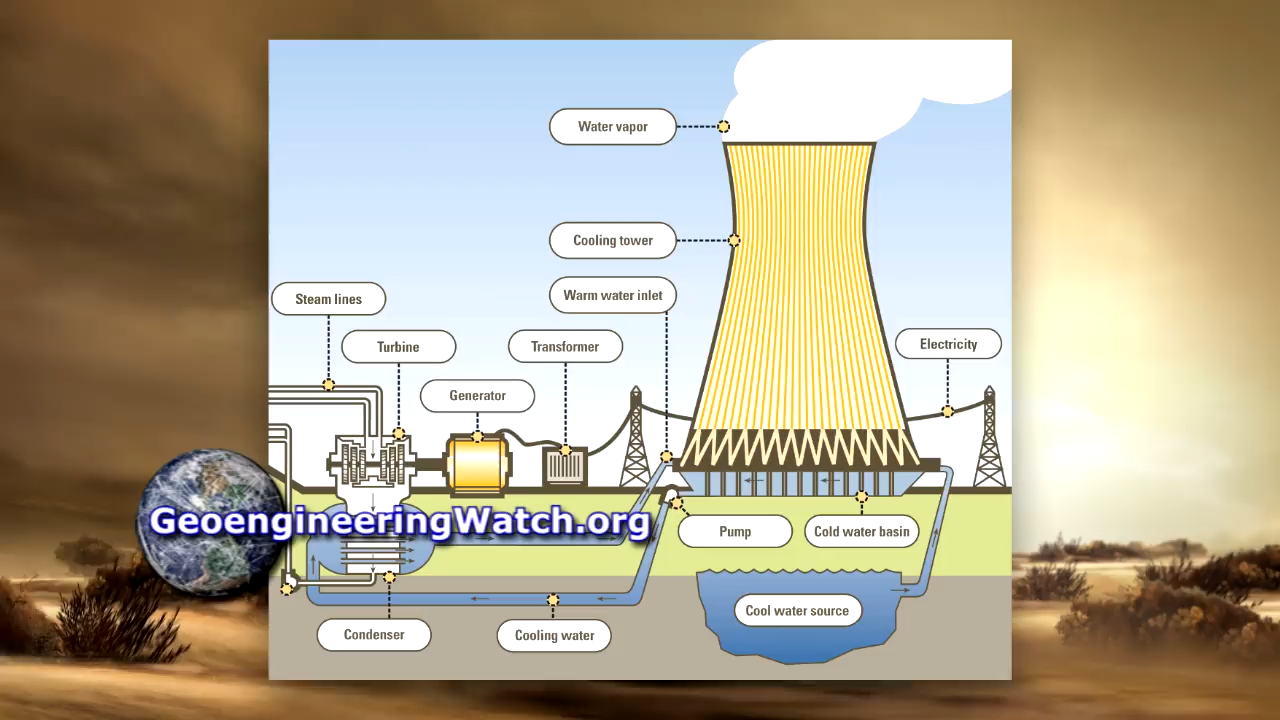 Water vapor
Cooling tower
Warm water inlet
Steam lines
Turbine
Transformer
Electricity
Generator
GeoengineeringWatch.org
Pump
Cold water basin
Cool water source
Condenser
Cooling water